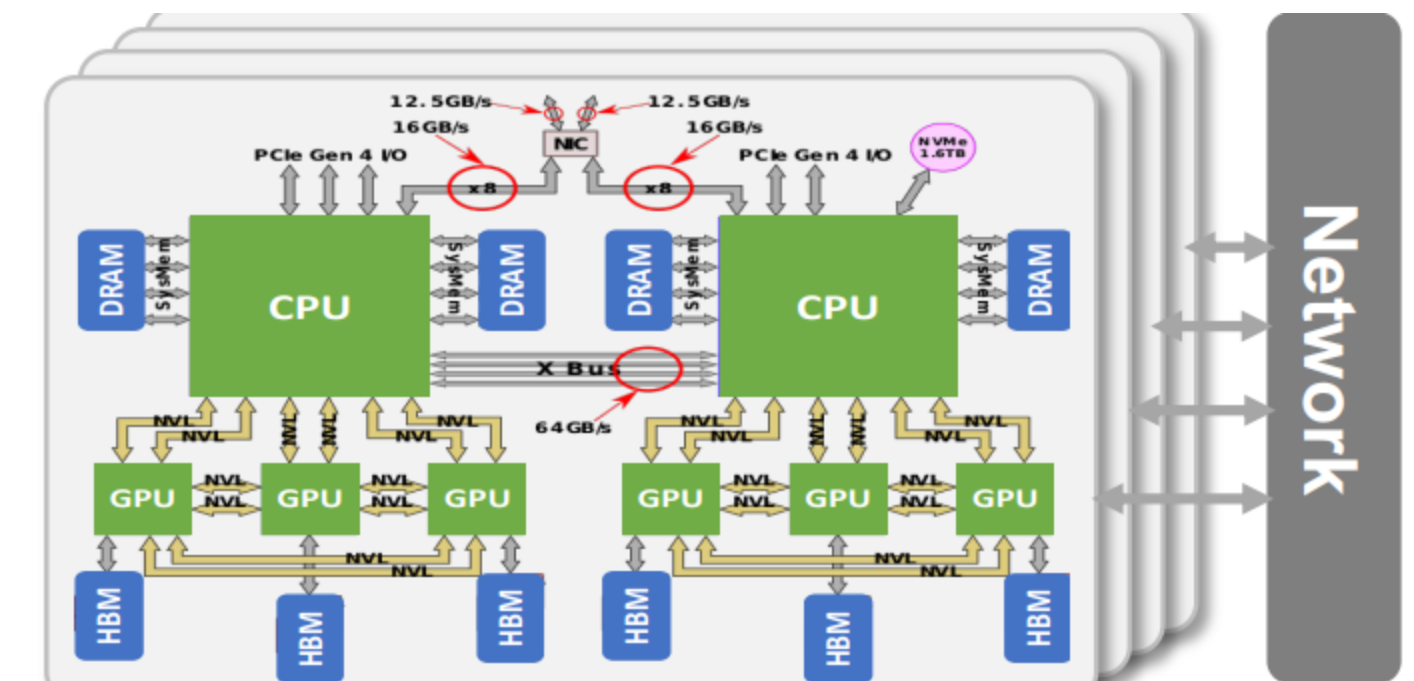 12.5GB/s
12.5GB/s
16GB/s
16GB/s
NIC
PCIe Gen 4 I/O
PCIe Gen 4 I/O
NVMe
1.6TB
x8
x8
DRAM
SysMem
CPU
SysMem
DRAM
DRAM
SysMem
CPU
SysMem
DRAM
X Bus
64GB/s
NVL
NVL
NVL
NVL
NVL
NVL
NVL
NVL
NVL
NVL
NVL
NVL
GPU
NVL
NVL
GPU
NVL
NVL
GPU
GPU
NVL
NVL
GPU
NVL
NVL
GPU
NVL
NVL
NVL
NVL
HBM
HBM
HBM
HBM
HBM
HBM
Network